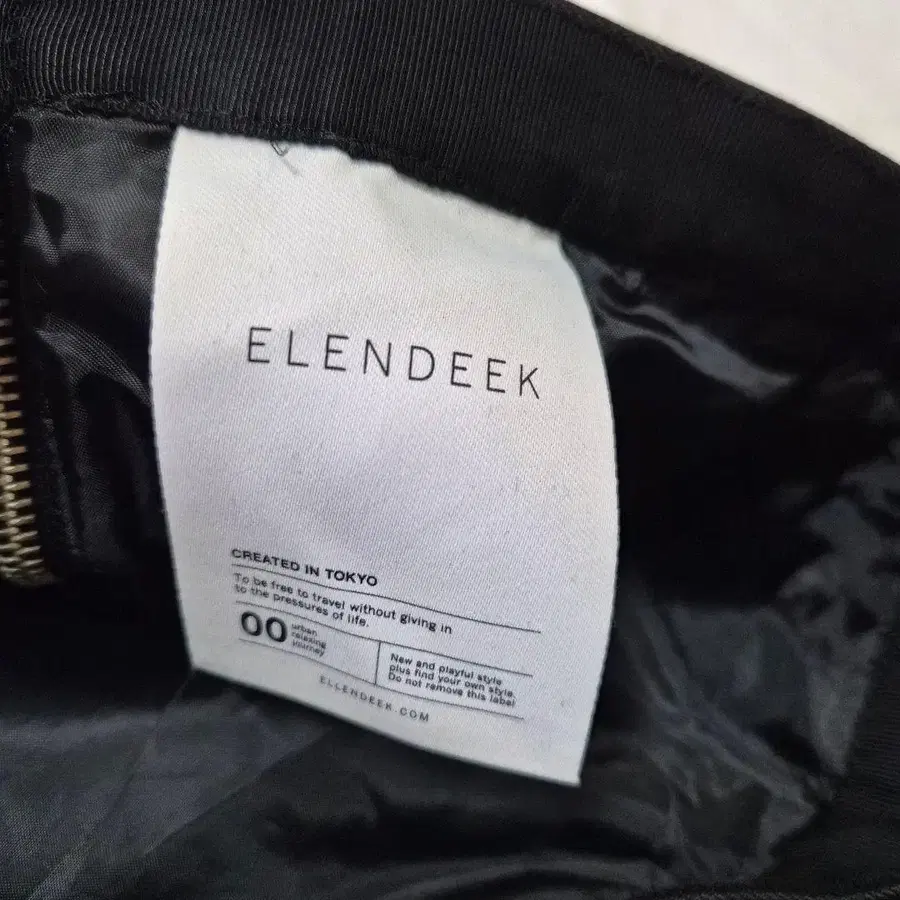 ELENDEEK
CREATED IN TOKYO
To be free to travel without giving in
to the pressures of life.
00
urban
relaxing
journey
New and playful style
plus find your own style.
Do not remove this label
ELLENDEEK.COM